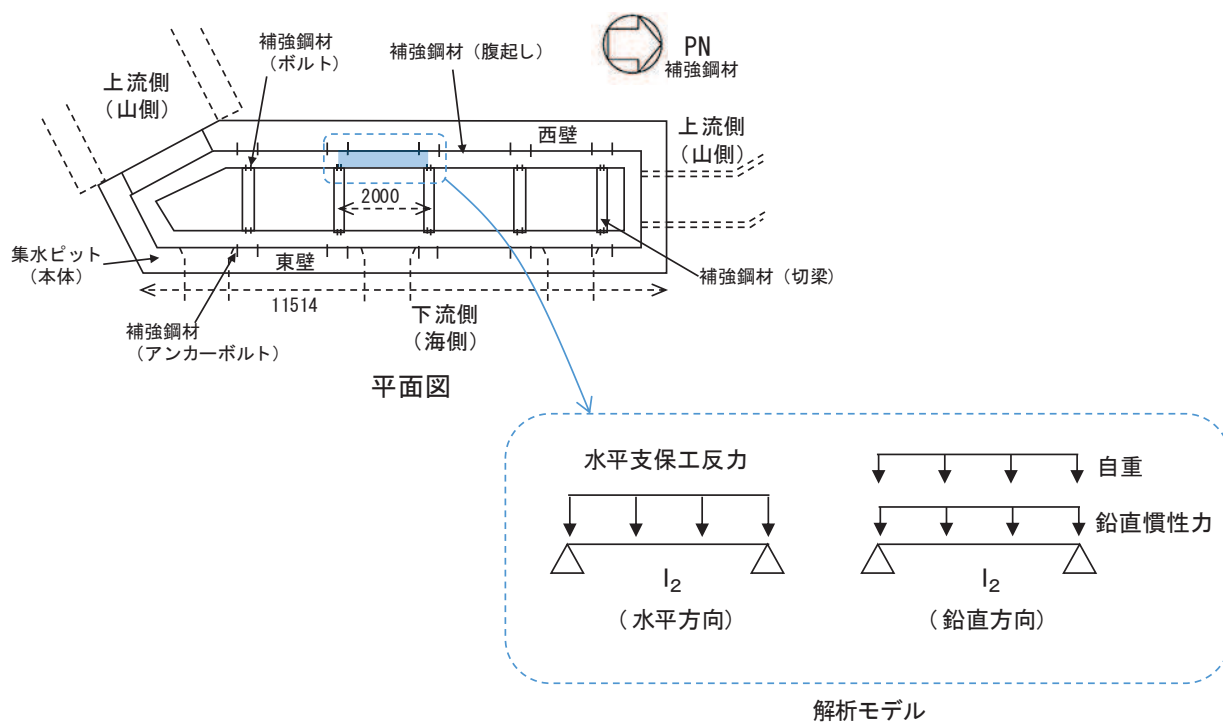 補強鋼材
（ボルト）
補強鋼材（腹起し）
PN
補強鋼材
上流側
（山側）
西壁
上流側
（山側）
2000
集水ピット
（本体）
東壁
補強鋼材（切梁）
11514
下流側
（海側）
補強鋼材
（アンカーボルト）
平面図
水平支保工反力
l₂
（水平方向）
自重
鉛直慣性力
l₂
（鉛直方向）
解析モデル